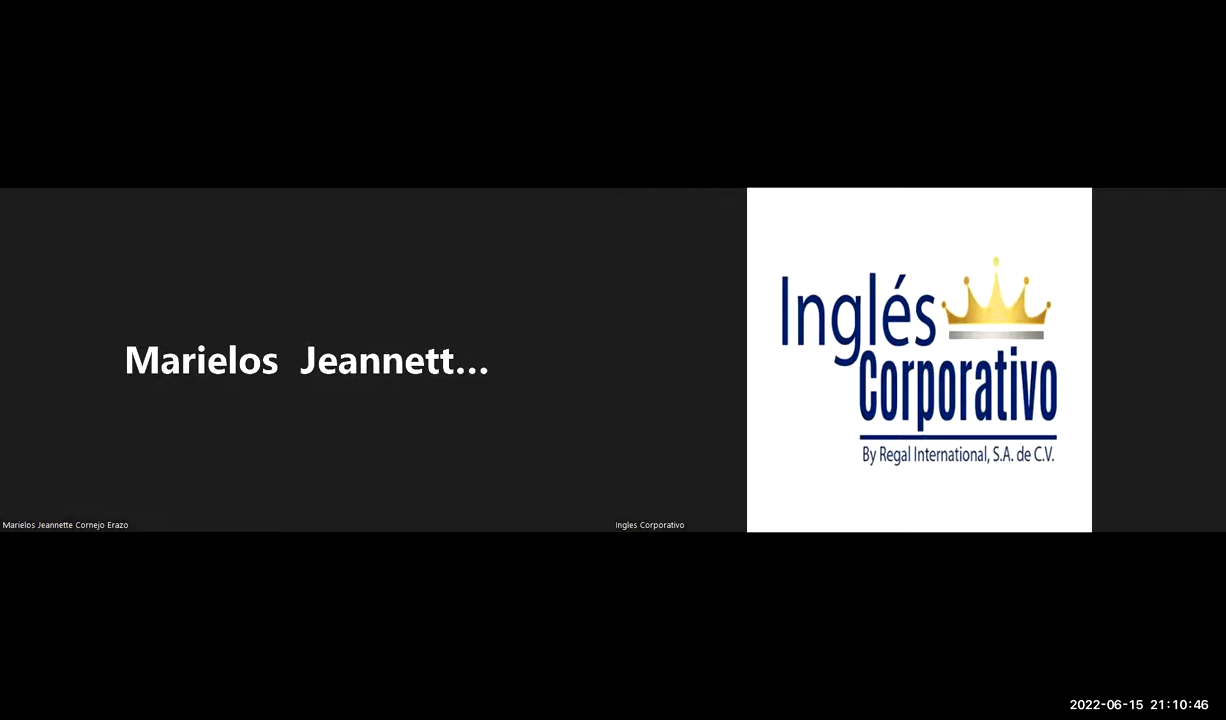 Marielos Jeannett...
Inglés
Corporativo
By Regal International, S.A. de C.V.
Marielos Jeannette Cornejo Erazo
Ingles Corporativo
2022-06-15 21:10:46